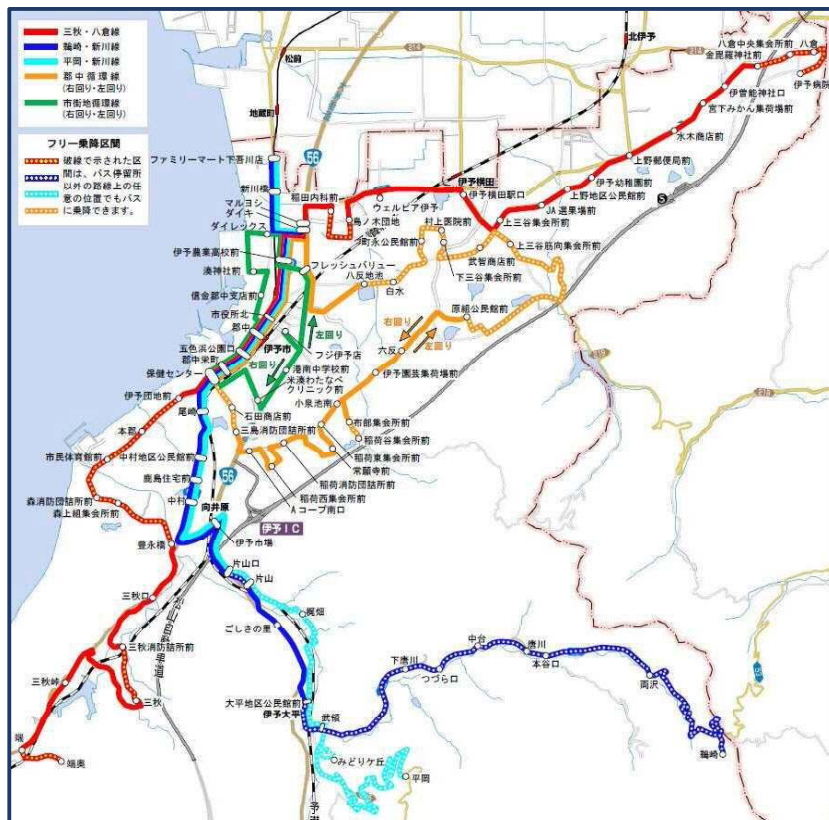 三秋・八倉線
鵜崎・新川線
平岡・新川線
郡中循環線
(右回り・左回り)
市街地循環線
(右回り・左回り)
フリー乗降区間
破線で示された区
間は、バス停留所
以外の路線上の任
意の位置でもバス
に乗降できます。
松前
地蔵町
北伊予
214
214
八倉中央集会所前
八倉
金毘羅神社前
伊予病院
伊曽能神社口
宮下みかん集荷場前
水木商店前
上野郵便局前
伊予幼稚園前
上野地区公民館前
JA選果場前
上三谷集会所前
上三谷筋向集会所前
ファミリーマート下吾川店
56
新川橋
マルヨシ
ダイキ
ダイレックス
稲田内科前
鳥ノ木団地
ウェルピア伊予
伊予横田
伊予横田駅口
村上医院前
町永公民館前
武智商店前
下三谷集会所前
伊予農業高校前
フレッシュバリュー
八反地池
白水
湊神社前
信金郡中支店前
市役所北
郡中
五色浜公園口
郡中栄町
保健センター
伊予市
左回り
右回り
フジ伊予店
港南中学校前
米湊わたなべ
クリニック前
原組公民館前
右回り
左回り
六反
伊予園芸集荷場前
小泉池南
219
218
伊予団地前
尾崎
石田商店前
三島消防団詰所前
布部集会所前
稲荷谷集会所前
稲荷東集会所前
常願寺前
稲荷西集会所前
Aコープ南口
本郡
市民体育館前
中村地区公民館前
鹿島住宅前
中村
森消防団詰所前
森上組集会所前
56
向井原
伊予IC
伊予市場
豊永橋
片山口
片山
三秋口
梶畑
ごしきの里
三秋消防詰所前
三秋峠
三秋
端
端奥
大平地区公民館前
伊予大平
武領
下唐川
つづら口
中台
唐川
本谷口
両沢
鵜崎
みどりケ丘
平岡